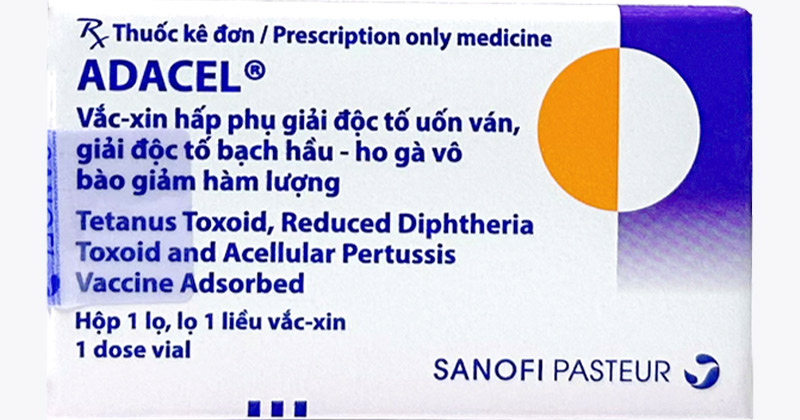 Rx Thuốc kê đơn / Prescription only medicine
ADACEL®
Vắc-xin hấp phụ giải độc tố uốn ván,
giải độc tố bạch hầu - ho gà vô
bào giảm hàm lượng
Tetanus Toxoid, Reduced Diphtheria
Toxoid and Acellular Pertussis
Vaccine Adsorbed
Hộp 1 lọ, lọ 1 liều vắc-xin
1 dose vial
SANOFI PASTEUR